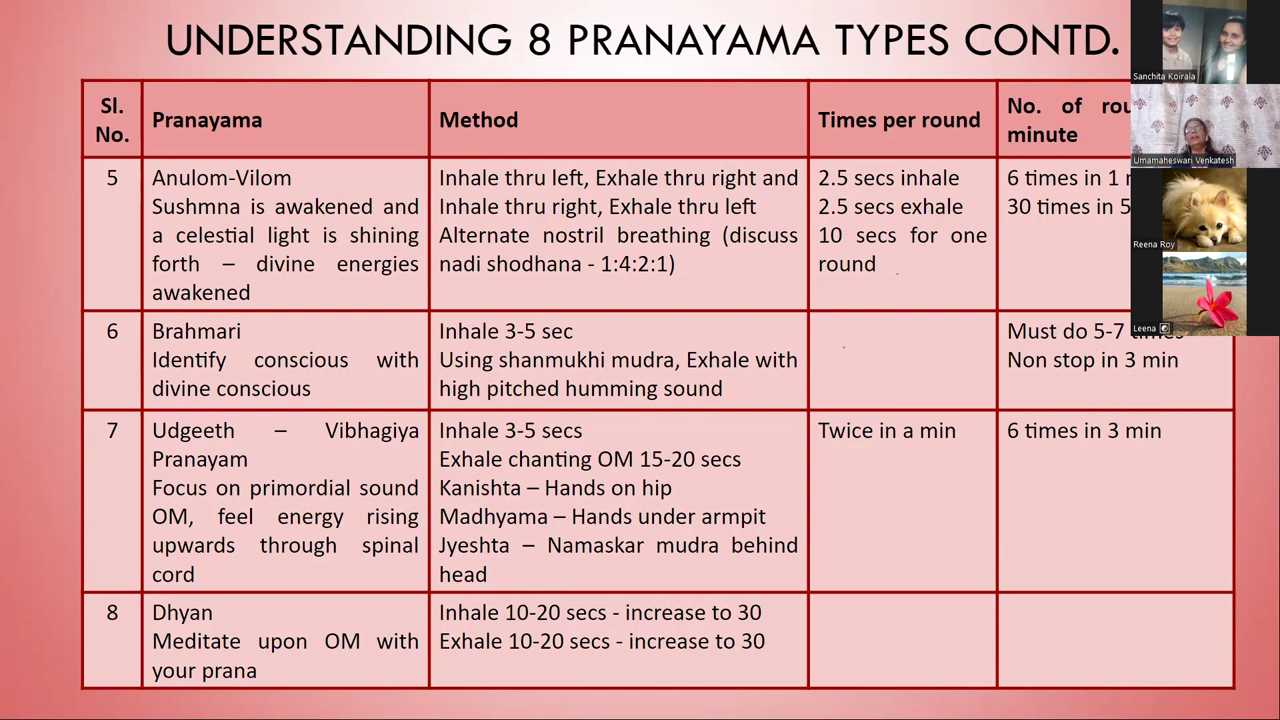 UNDERSTANDING 8 PRANAYAMA TYPES CONTD.
Sl.
No.
Pranayama
Method
Times per round
No. of
minute
5
Anulom-Vilom
Sushmna is awakened and
a celestial light is shining
forth – divine energies
awakened
Inhale thru left, Exhale thru right and
Inhale thru right, Exhale thru left
Alternate nostril breathing (discuss
nadi shodhana - 1:4:2:1)
2.5 secs inhale
2.5 secs exhale
10 secs for one
round
6 times in 1
30 times in
6
Brahmari
Identify conscious with
divine conscious
Inhale 3-5 sec
Using shanmukhi mudra, Exhale with
high pitched humming sound
Must do 5-7 times
Non stop in 3 min
7
Udgeeth – Vibhagiya
Pranayam
Focus on primordial sound
OM, feel energy rising
upwards through spinal
cord
Inhale 3-5 secs
Exhale chanting OM 15-20 secs
Kanishta – Hands on hip
Madhyama – Hands under armpit
Jyeshta – Namaskar mudra behind
head
Twice in a min
6 times in 3 min
8
Dhyan
Meditate upon OM with
your prana
Inhale 10-20 secs - increase to 30
Exhale 10-20 secs - increase to 30
Sanchita Koirala
Umamaheswari Venkatesh
Reena Roy
Leena